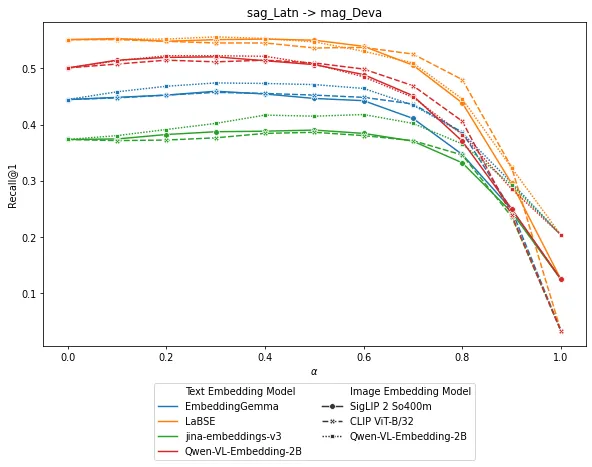 sag_Latn -> mag_Deva
Recall@1
0.5
0.4
0.3
0.2
0.1
0.0
0.2
0.4
0.6
0.8
1.0
α
Text Embedding Model
EmbeddingGemma
LaBSE
jina-embeddings-v3
Qwen-VL-Embedding-2B
Image Embedding Model
SigLIP 2 So400m
CLIP ViT-B/32
Qwen-VL-Embedding-2B